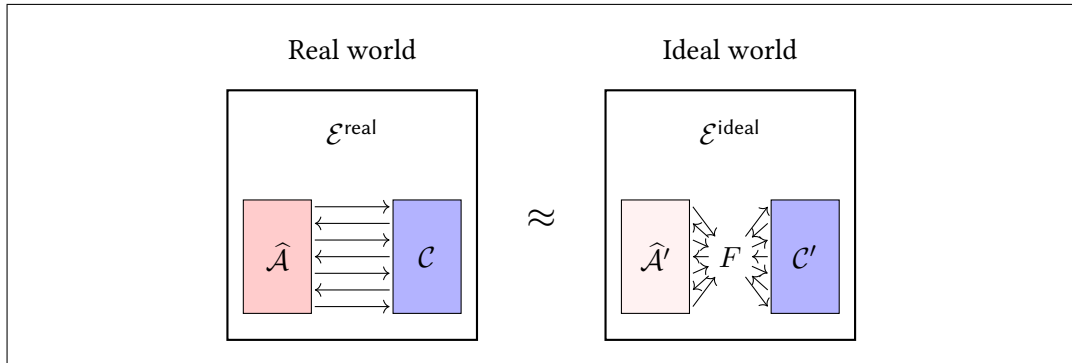 Real world Ideal world
ℰ^real ℰ^ideal
𝒜̂ 𝒞 ≈ 𝒜̂′ F 𝒞′